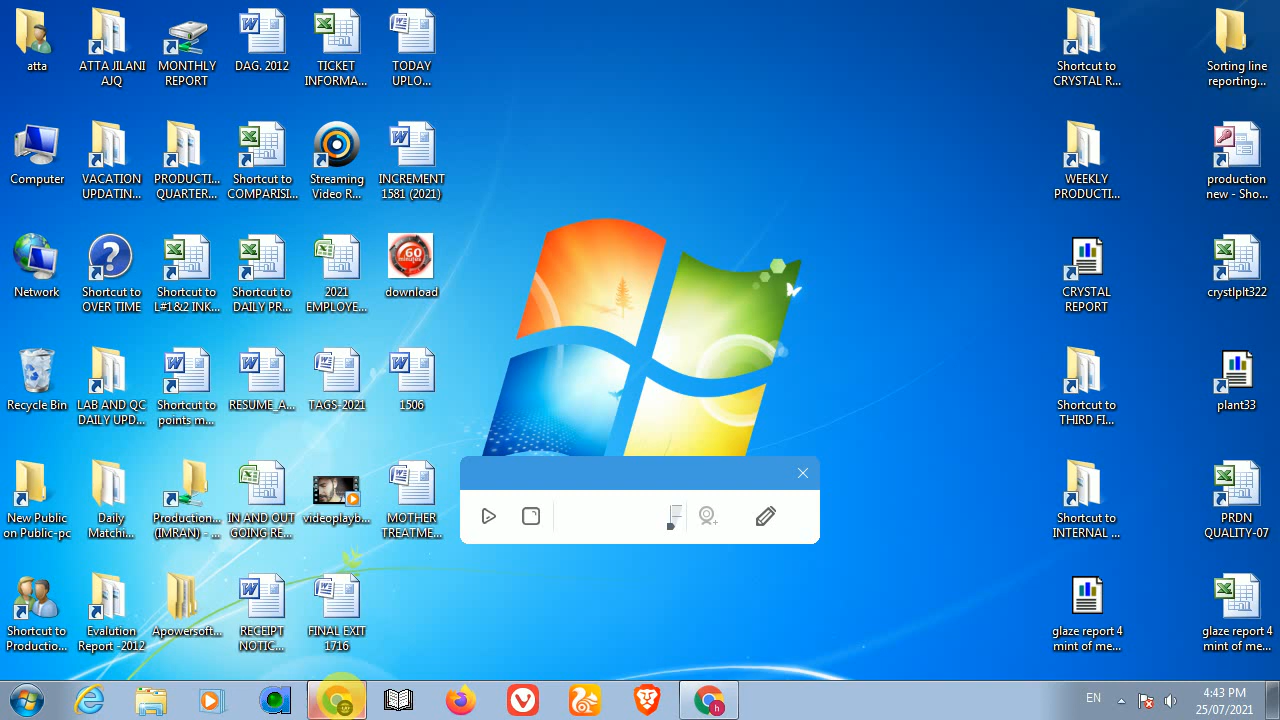 atta
ATTA JILANI
AJQ
MONTHLY
REPORT
DAG. 2012
TICKET
INFORMA...
TODAY
UPLO...
Shortcut to
CRYSTAL R...
Sorting line
reporting...
Computer
VACATION
UPDATIN...
PRODUCTI...
QUARTER...
Shortcut to
COMPARISI...
Streaming
Video R...
INCREMENT
1581 (2021)
WEEKLY
PRODUCTI...
production
new - Sho...
Network
Shortcut to
OVER TIME
Shortcut to
L#1&2 INK...
Shortcut to
DAILY PR...
2021
EMPLOYE...
60
minutes
download
CRYSTAL
REPORT
crystlplt322
Recycle Bin
LAB AND QC
DAILY UPD...
Shortcut to
points m...
RESUME_A...
TAGS-2021
1506
Shortcut to
THIRD FI...
plant33
New Public
on Public-pc
Daily
Matchi...
Production...
(IMRAN) - ...
IN AND OUT
GOING RE...
videoplayb...
MOTHER
TREATME...
Shortcut to
INTERNAL ...
PRDN
QUALITY-07
Shortcut to
Productio...
Evalution
Report -2012
Apowersoft...
RECEIPT
NOTIC...
FINAL EXIT
1716
glaze report 4
mint of me...
glaze report 4
mint of me...
h
EN
4:43 PM
25/07/2021